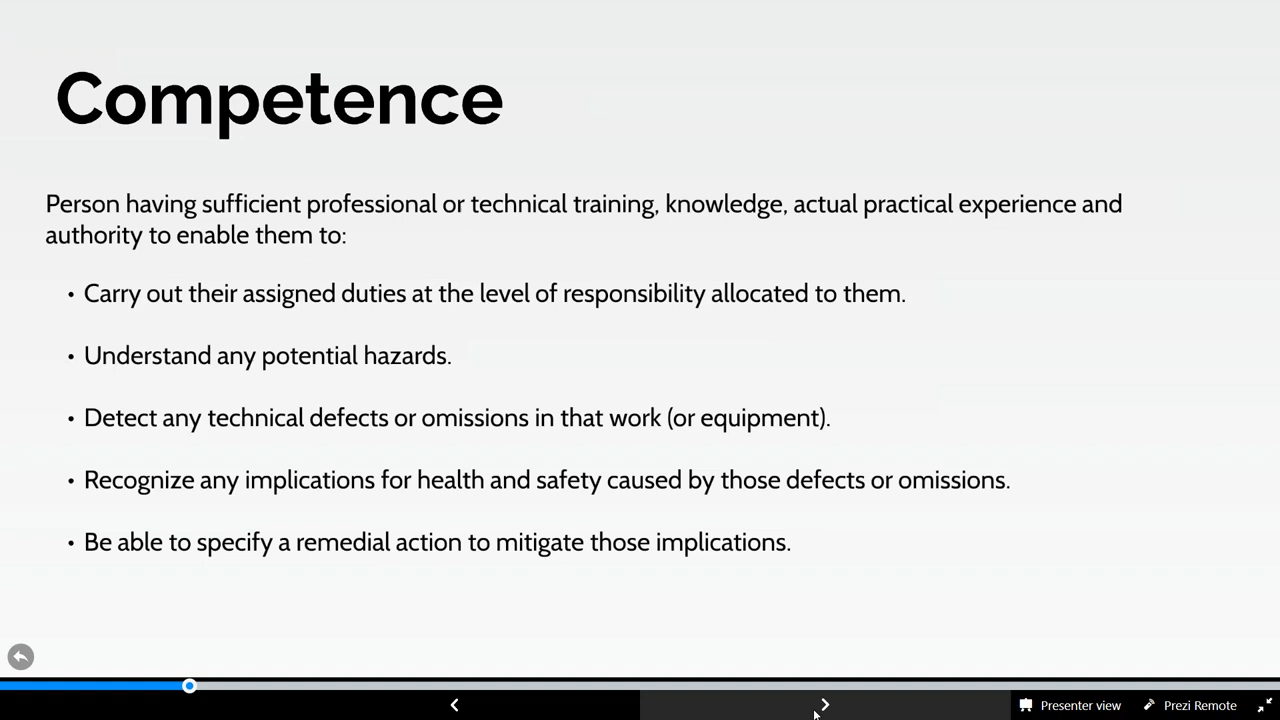 Competence
Person having sufficient professional or technical training, knowledge, actual practical experience and
authority to enable them to:
• Carry out their assigned duties at the level of responsibility allocated to them.
• Understand any potential hazards.
• Detect any technical defects or omissions in that work (or equipment).
• Recognize any implications for health and safety caused by those defects or omissions.
• Be able to specify a remedial action to mitigate those implications.
Presenter view Prezi Remote